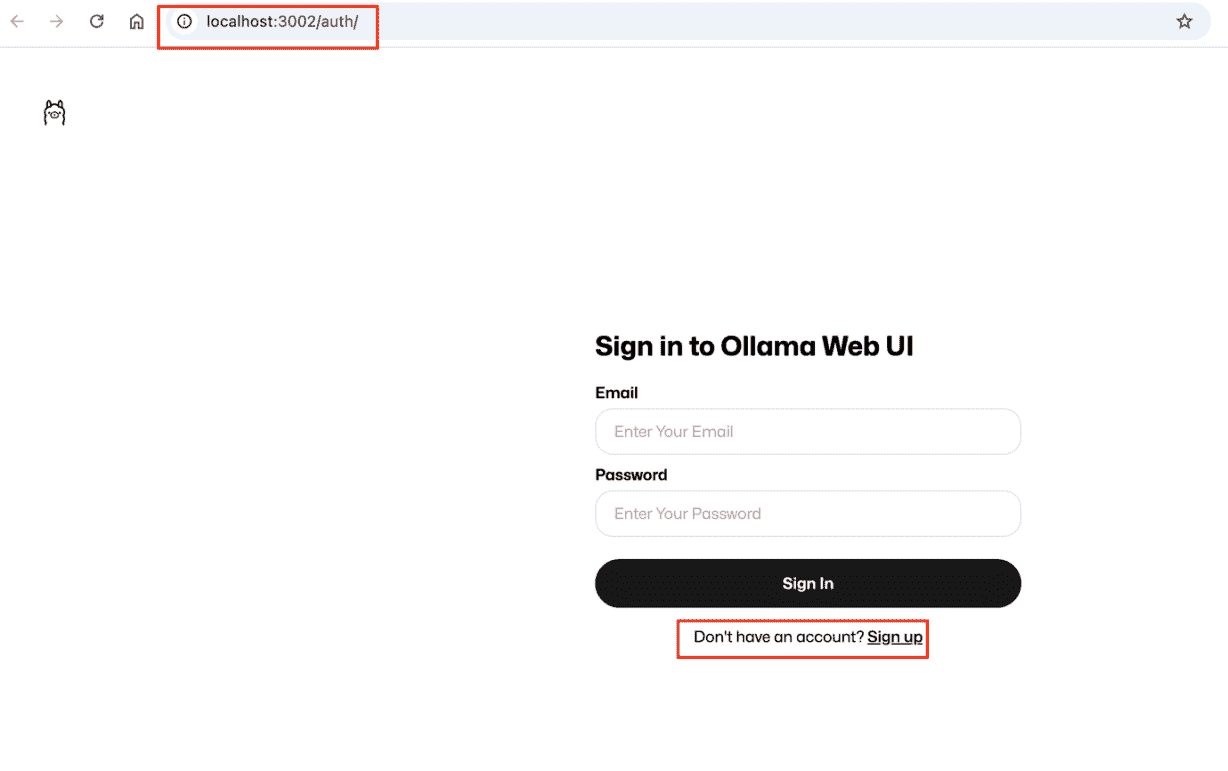 localhost:3002/auth/
Sign in to Ollama Web UI
Email
Enter Your Email
Password
Enter Your Password
Sign In
Don't have an account? Sign up